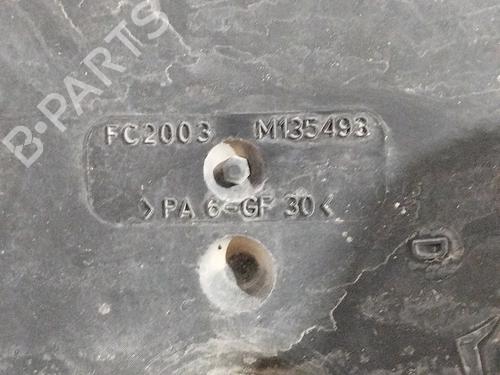 B-PARTS
FC2003 M135493
>PA 6-GF 30<
D